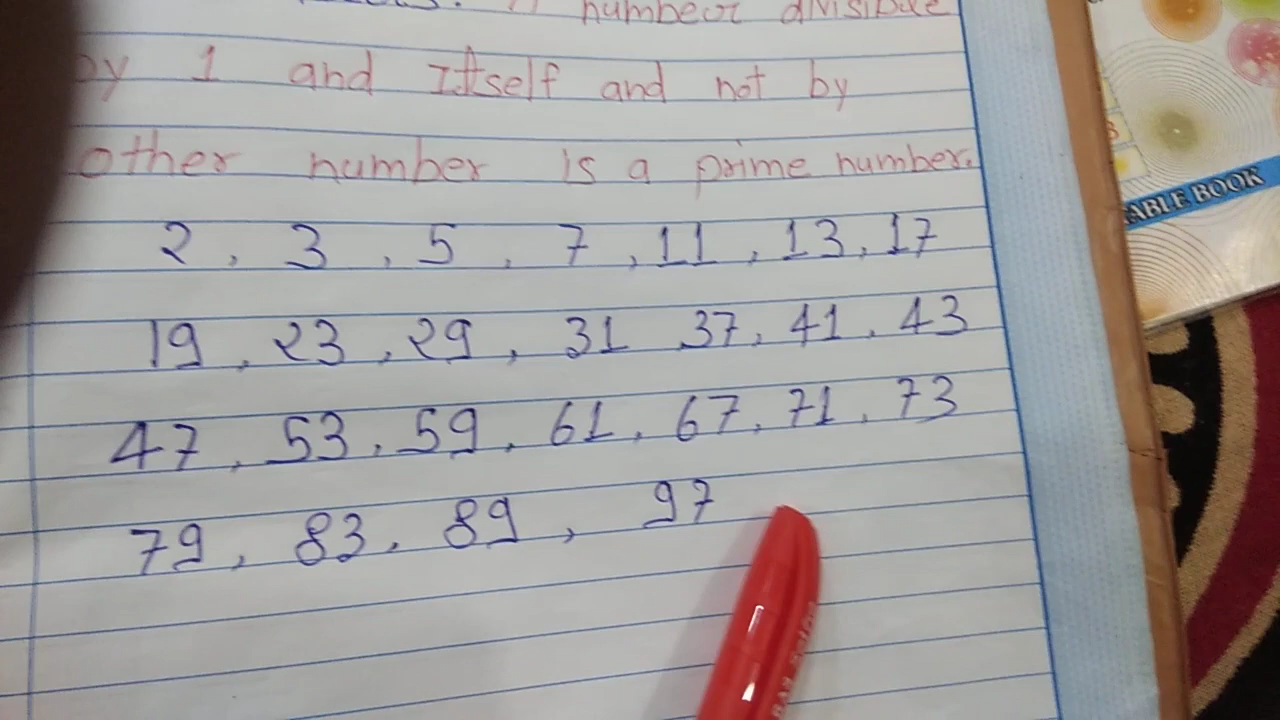 number divisible
by 1 and Itself and not by
other number is a prime number.
2, 3, 5, 7, 11, 13, 17
19, 23, 29, 31 37, 41, 43
47, 53, 59, 61, 67, 71, 73
79, 83, 89, 97
ABLE BOOK